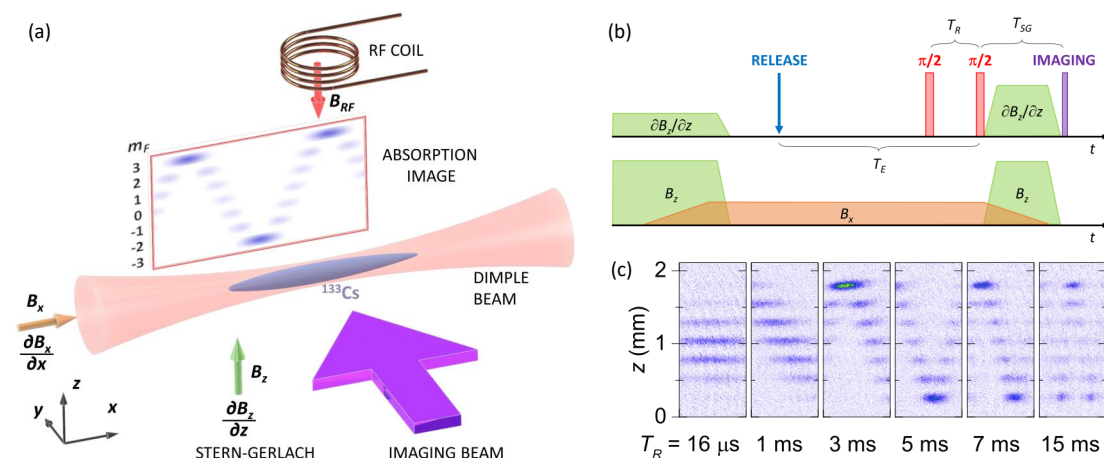 (a)
RF COIL
B_RF
m_F
3
2
1
0
-1
-2
-3
ABSORPTION
IMAGE
¹³³Cs
DIMPLE
BEAM
B_x
∂B_x
∂x
B_z
∂B_z
∂z
z
y
x
STERN-GERLACH
IMAGING BEAM
(b)
T_R
T_SG
RELEASE
π/2
π/2
IMAGING
∂B_z/∂z
∂B_z/∂z
t
T_E
B_z
B_x
B_z
t
(c)
2
1
0
z (mm)
T_R = 16 μs
1 ms
3 ms
5 ms
7 ms
15 ms